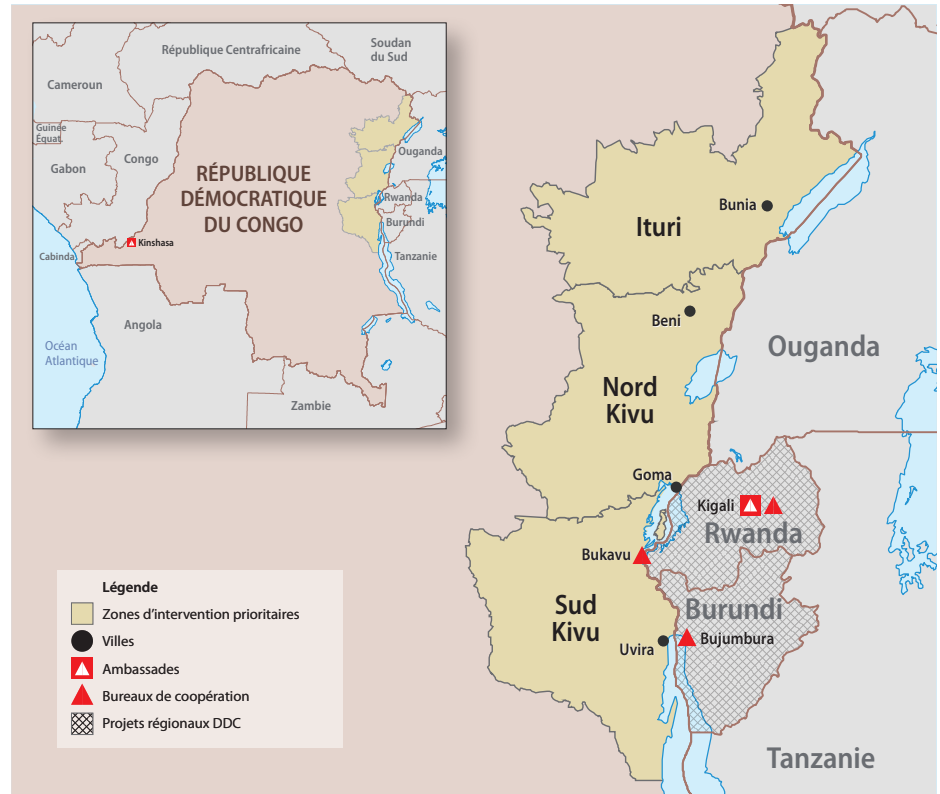 République Centrafricaine
Soudan
du Sud
Cameroun
Guinée
Équat.
Gabon
Congo
Ouganda
RÉPUBLIQUE
DÉMOCRATIQUE
DU CONGO
Rwanda
Burundi
Kinshasa
Cabinda
Tanzanie
Angola
Océan
Atlantique
Zambie
Bunia
Ituri
Beni
Ouganda
Nord
Kivu
Goma
Kigali
Rwanda
Bukavu
Sud
Kivu
Burundi
Bujumbura
Uvira
Tanzanie
Légende
Zones d'intervention prioritaires
Villes
Ambassades
Bureaux de coopération
Projets régionaux DDC